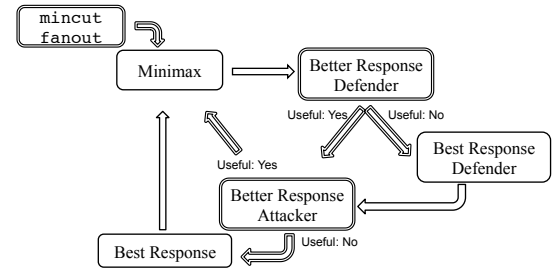 mincut
fanout
Minimax
Better Response
Defender
Useful: Yes
Useful: No
Best Response
Defender
Useful: Yes
Better Response
Attacker
Useful: No
Best Response